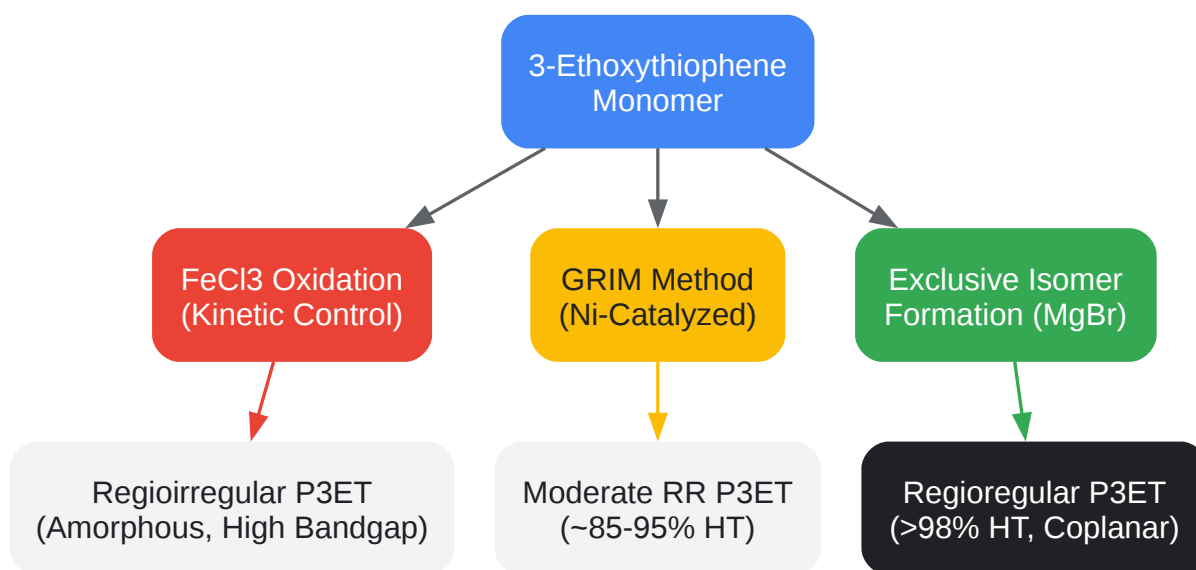 3-Ethoxythiophene
Monomer
FeCl3 Oxidation
(Kinetic Control)
GRIM Method
(Ni-Catalyzed)
Exclusive Isomer
Formation (MgBr)
Regioirregular P3ET
(Amorphous, High Bandgap)
Moderate RR P3ET
(~85-95% HT)
Regioregular P3ET
(>98% HT, Coplanar)